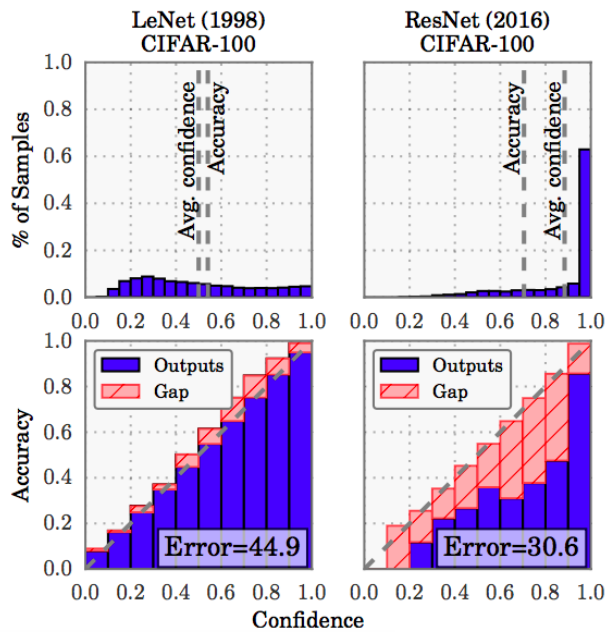 LeNet (1998)
CIFAR-100
ResNet (2016)
CIFAR-100
% of Samples
1.0
0.8
0.6
0.4
0.2
0.0
Avg. confidence
Accuracy
0.0 0.2 0.4 0.6 0.8 1.0
Accuracy
Avg. confidence
0.0 0.2 0.4 0.6 0.8 1.0
Accuracy
1.0
0.8
0.6
0.4
0.2
0.0
Outputs
Gap
Error=44.9
0.0 0.2 0.4 0.6 0.8 1.0
Outputs
Gap
Error=30.6
0.0 0.2 0.4 0.6 0.8 1.0
Confidence